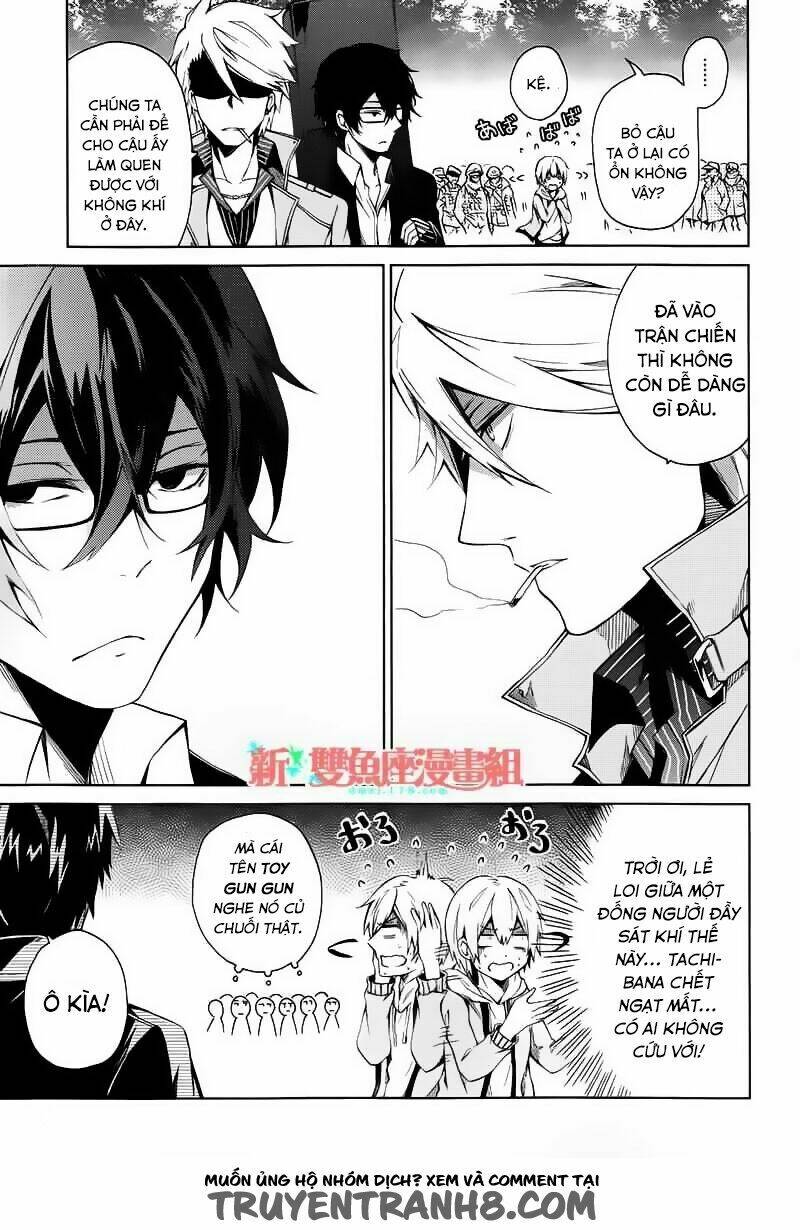 ……
BỎ CẬU
TA Ở LẠI CÓ
ỔN KHÔNG
VẬY?
KỆ.
あば
ばば
CHÚNG TA
CẦN PHẢI ĐỂ
CHO CẬU ẤY
LÀM QUEN
ĐƯỢC VỚI
KHÔNG KHÍ
Ở ĐÂY.
ĐÃ VÀO
TRẬN CHIẾN
THÌ KHÔNG
CÒN DỄ DÀNG
GÌ ĐÂU.
新 雙魚座漫畫組
TRỜI ƠI, LẺ
LOI GIỮA MỘT
ĐỐNG NGƯỜI ĐẦY
SÁT KHÍ THẾ
NÀY... TACHI-
BANA CHẾT
NGẠT MẤT...
CÓ AI KHÔNG
CỨU VỚI!
おろ
おろ
MÀ CÁI
TÊN TOY
GUN GUN
NGHE NÓ CỦ
CHUỐI THẬT.
Ô KÌA!
MUỐN ỦNG HỘ NHÓM DỊCH? XEM VÀ COMMENT TẠI
TRUYENTRANH8.COM